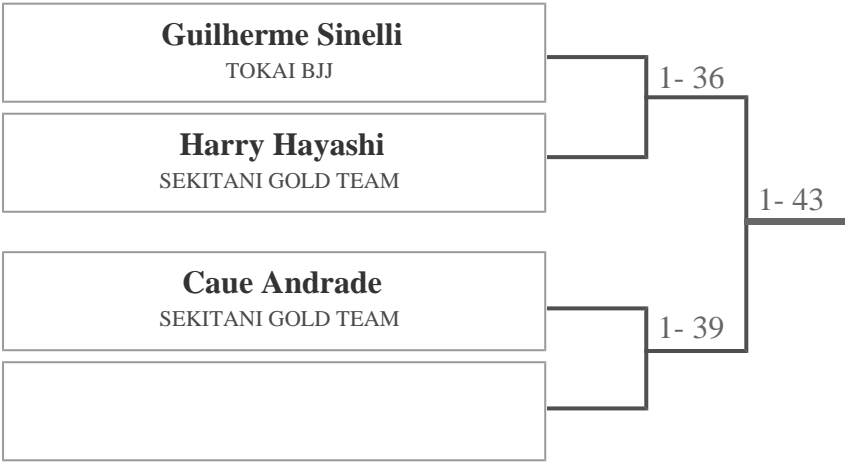 Guilherme Sinelli
TOKAI BJJ
1- 36
Harry Hayashi
SEKITANI GOLD TEAM
1- 43
Caue Andrade
SEKITANI GOLD TEAM
1- 39